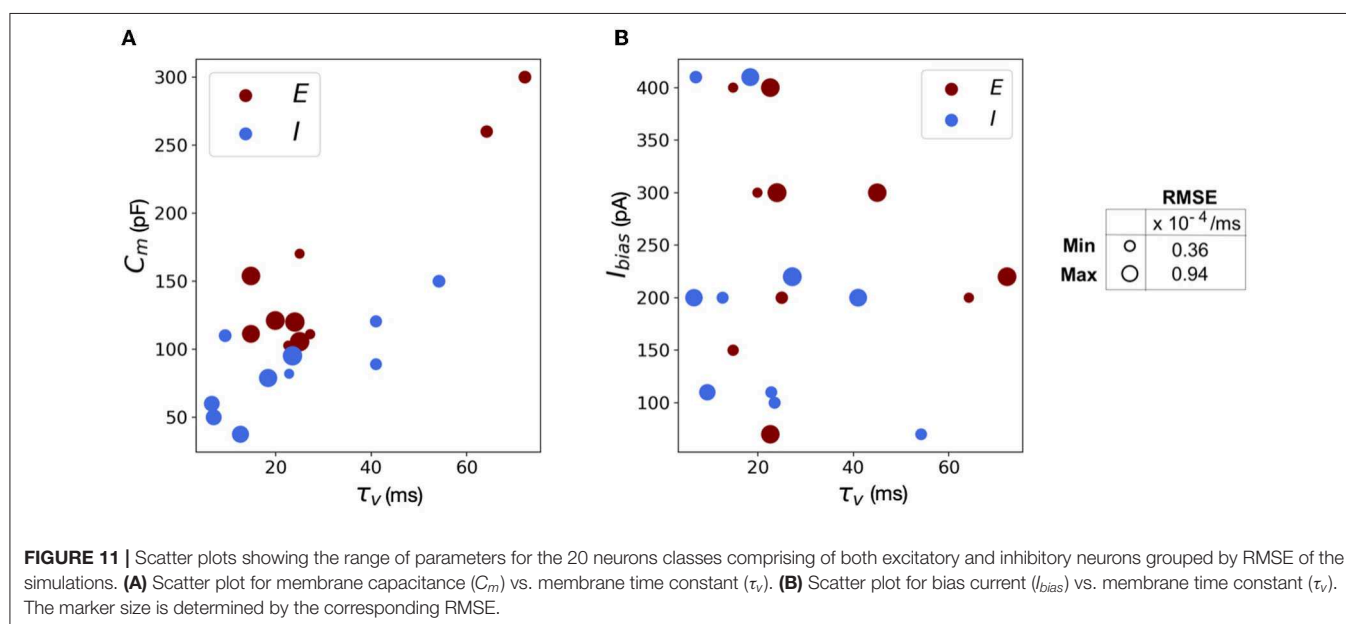 A
B
300
250
200
150
100
50
C_m (pF)
E
I
20
40
60
τ_v (ms)
400
350
300
250
200
150
100
I_bias (pA)
E
I
20
40
60
τ_v (ms)
RMSE
x 10⁻⁴/ms
Min 0.36
Max 0.94
FIGURE 11 | Scatter plots showing the range of parameters for the 20 neurons classes comprising of both excitatory and inhibitory neurons grouped by RMSE of the
simulations. (A) Scatter plot for membrane capacitance (C_m) vs. membrane time constant (τ_v). (B) Scatter plot for bias current (I_bias) vs. membrane time constant (τ_v).
The marker size is determined by the corresponding RMSE.